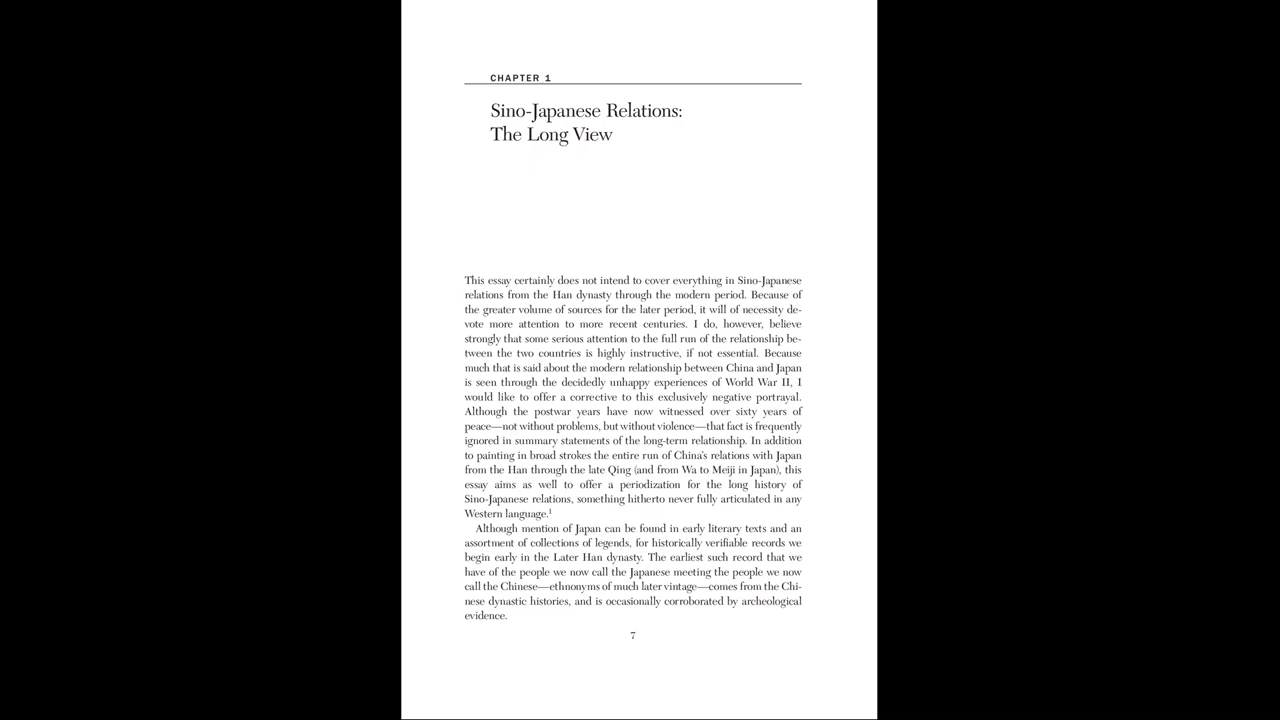 CHAPTER 1
Sino-Japanese Relations:
The Long View
This essay certainly does not intend to cover everything in Sino-Japanese
relations from the Han dynasty through the modern period. Because of
the greater volume of sources for the later period, it will of necessity de-
vote more attention to more recent centuries. I do, however, believe
strongly that some serious attention to the full run of the relationship be-
tween the two countries is highly instructive, if not essential. Because
much that is said about the modern relationship between China and Japan
is seen through the decidedly unhappy experiences of World War II, I
would like to offer a corrective to this exclusively negative portrayal.
Although the postwar years have now witnessed over sixty years of
peace—not without problems, but without violence—that fact is frequently
ignored in summary statements of the long-term relationship. In addition
to painting in broad strokes the entire run of China's relations with Japan
from the Han through the late Qing (and from Wa to Meiji in Japan), this
essay aims as well to offer a periodization for the long history of
Sino-Japanese relations, something hitherto never fully articulated in any
Western language.¹
Although mention of Japan can be found in early literary texts and an
assortment of collections of legends, for historically verifiable records we
begin early in the Later Han dynasty. The earliest such record that we
have of the people we now call the Japanese meeting the people we now
call the Chinese—ethnonyms of much later vintage—comes from the Chi-
nese dynastic histories, and is occasionally corroborated by archeological
evidence.
7